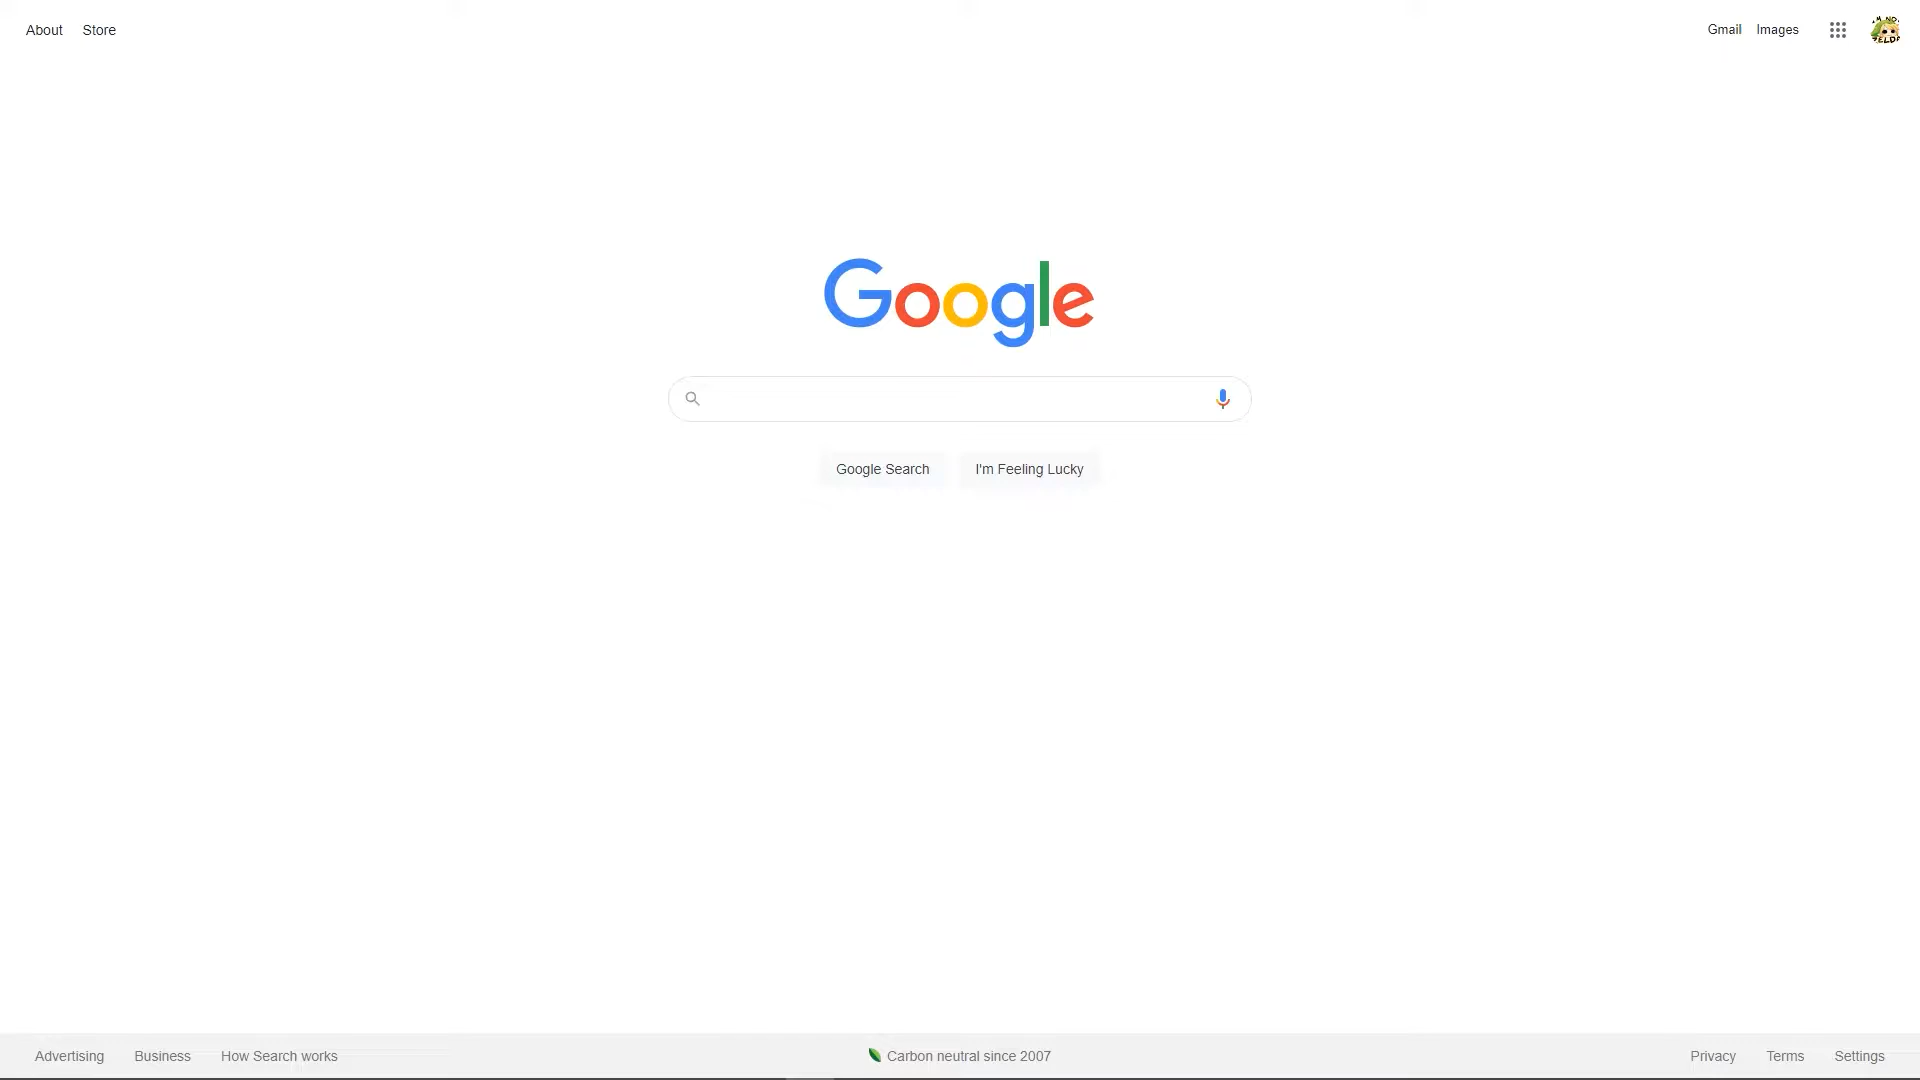 About Store
Gmail Images
Google
Google Search I'm Feeling Lucky
Advertising Business How Search works
Carbon neutral since 2007
Privacy Terms Settings